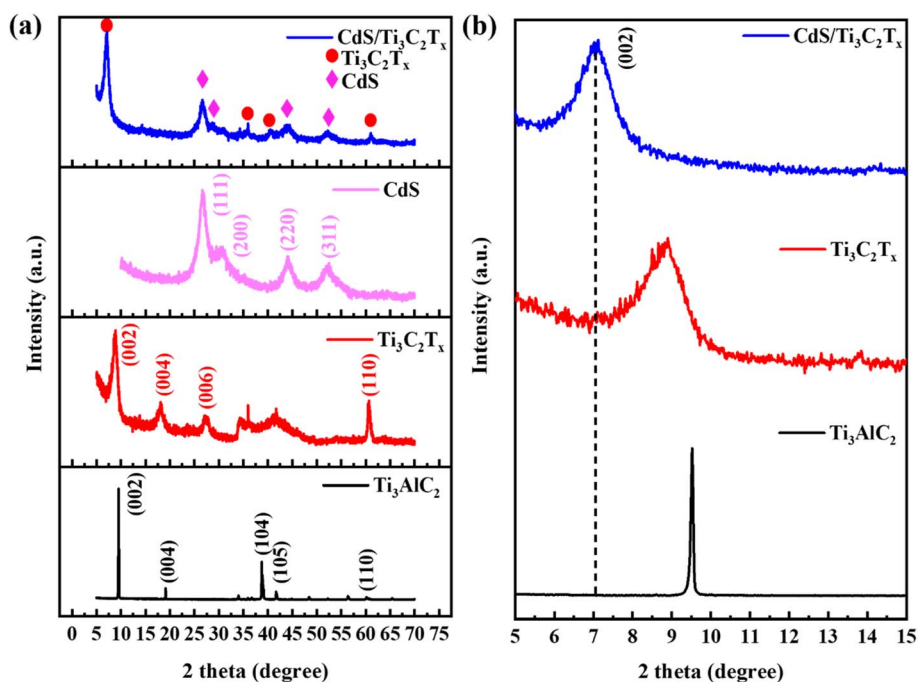 (a)
CdS/Ti₃C₂Tₓ
Ti₃C₂Tₓ
CdS
CdS
(111)
(200)
(220)
(311)
Ti₃C₂Tₓ
(002)
(004)
(006)
(110)
Ti₃AlC₂
(002)
(004)
(104)
(105)
(110)
0 5 10 15 20 25 30 35 40 45 50 55 60 65 70 75
2 theta (degree)
Intensity (a.u.)
(b)
CdS/Ti₃C₂Tₓ
(002)
Ti₃C₂Tₓ
Ti₃AlC₂
5 6 7 8 9 10 11 12 13 14 15
2 theta (degree)
Intensity (a.u.)